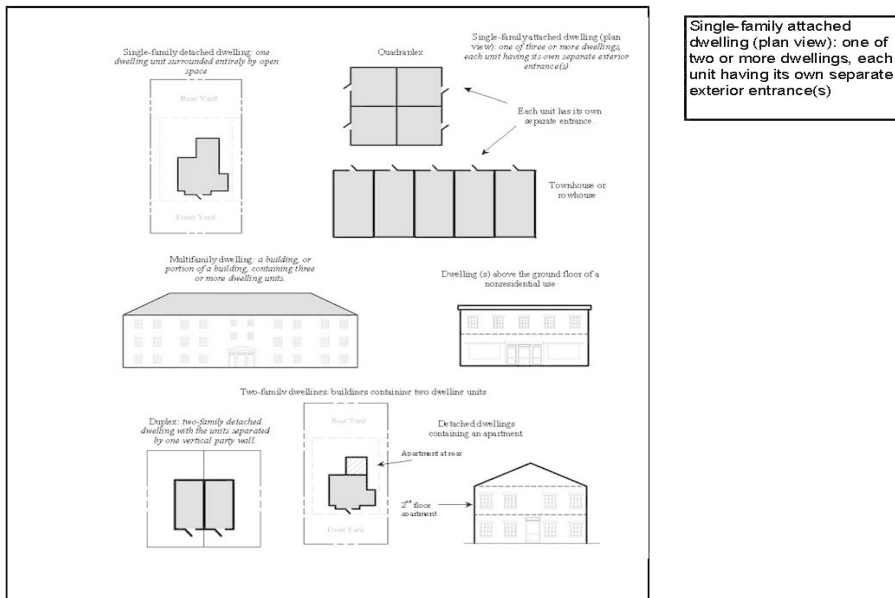 Single-family detached dwelling: one
dwelling unit surrounded entirely by open
space
Rear Yard
Front Yard
Quadraplex
Single-family attached dwelling (plan
view): one of three or more dwellings,
each unit having its own separate exterior
entrance(s)
Each unit has its own
separate entrance.
Townhouse or
rowhouse
Single-family attached
dwelling (plan view): one of
two or more dwellings, each
unit having its own separate
exterior entrance(s)
Multifamily dwelling: a building, or
portion of a building, containing three
or more dwelling units.
Dwelling (s) above the ground floor of a
nonresidential use
Two-family dwellings: buildings containing two dwelling units
Duplex: two-family detached
dwelling with the units separated
by one vertical party wall.
Rear Yard
Front Yard
Detached dwellings
containing an apartment
Apartment at rear
2nd floor
apartment